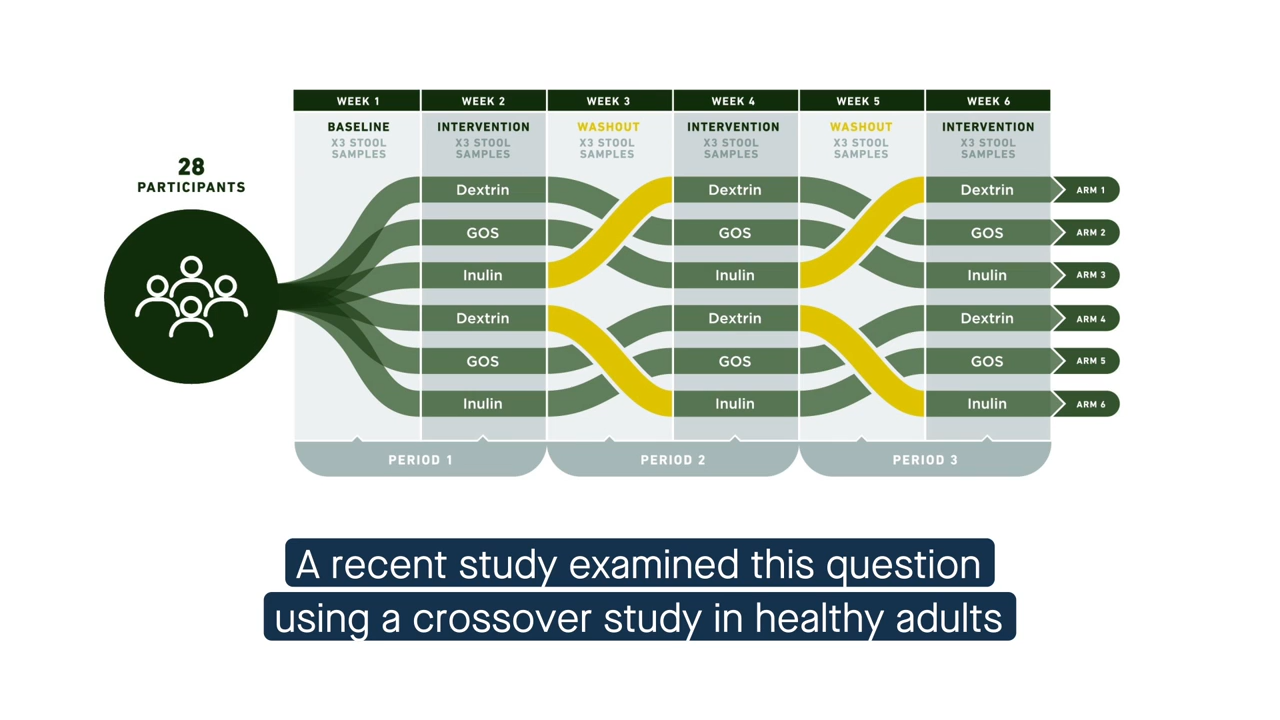 WEEK 1 WEEK 2 WEEK 3 WEEK 4 WEEK 5 WEEK 6
BASELINE INTERVENTION WASHOUT INTERVENTION WASHOUT INTERVENTION
X3 STOOL X3 STOOL X3 STOOL X3 STOOL X3 STOOL X3 STOOL
SAMPLES SAMPLES SAMPLES SAMPLES SAMPLES SAMPLES
28
PARTICIPANTS
Dextrin Dextrin Dextrin ARM 1
GOS GOS GOS ARM 2
Inulin Inulin Inulin ARM 3
Dextrin Dextrin Dextrin ARM 4
GOS GOS GOS ARM 5
Inulin Inulin Inulin ARM 6
PERIOD 1 PERIOD 2 PERIOD 3
A recent study examined this question
using a crossover study in healthy adults